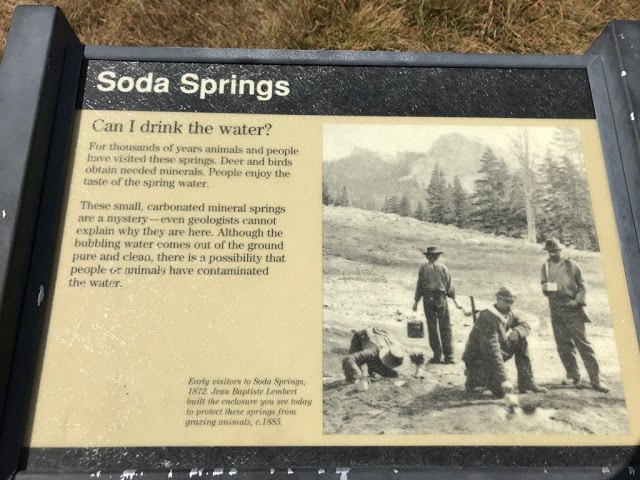 Soda Springs
Can I drink the water?
For thousands of years animals and people
have visited these springs. Deer and birds
obtain needed minerals. People enjoy the
taste of the spring water.
These small, carbonated mineral springs
are a mystery—even geologists cannot
explain why they are here. Although the
bubbling water comes out of the ground
pure and clean, there is a possibility that
people or animals have contaminated
the water.
Early visitors to Soda Springs,
1872. Jean Baptiste Lembert
built the enclosure you see today
to protect these springs from
grazing animals, c.1885.